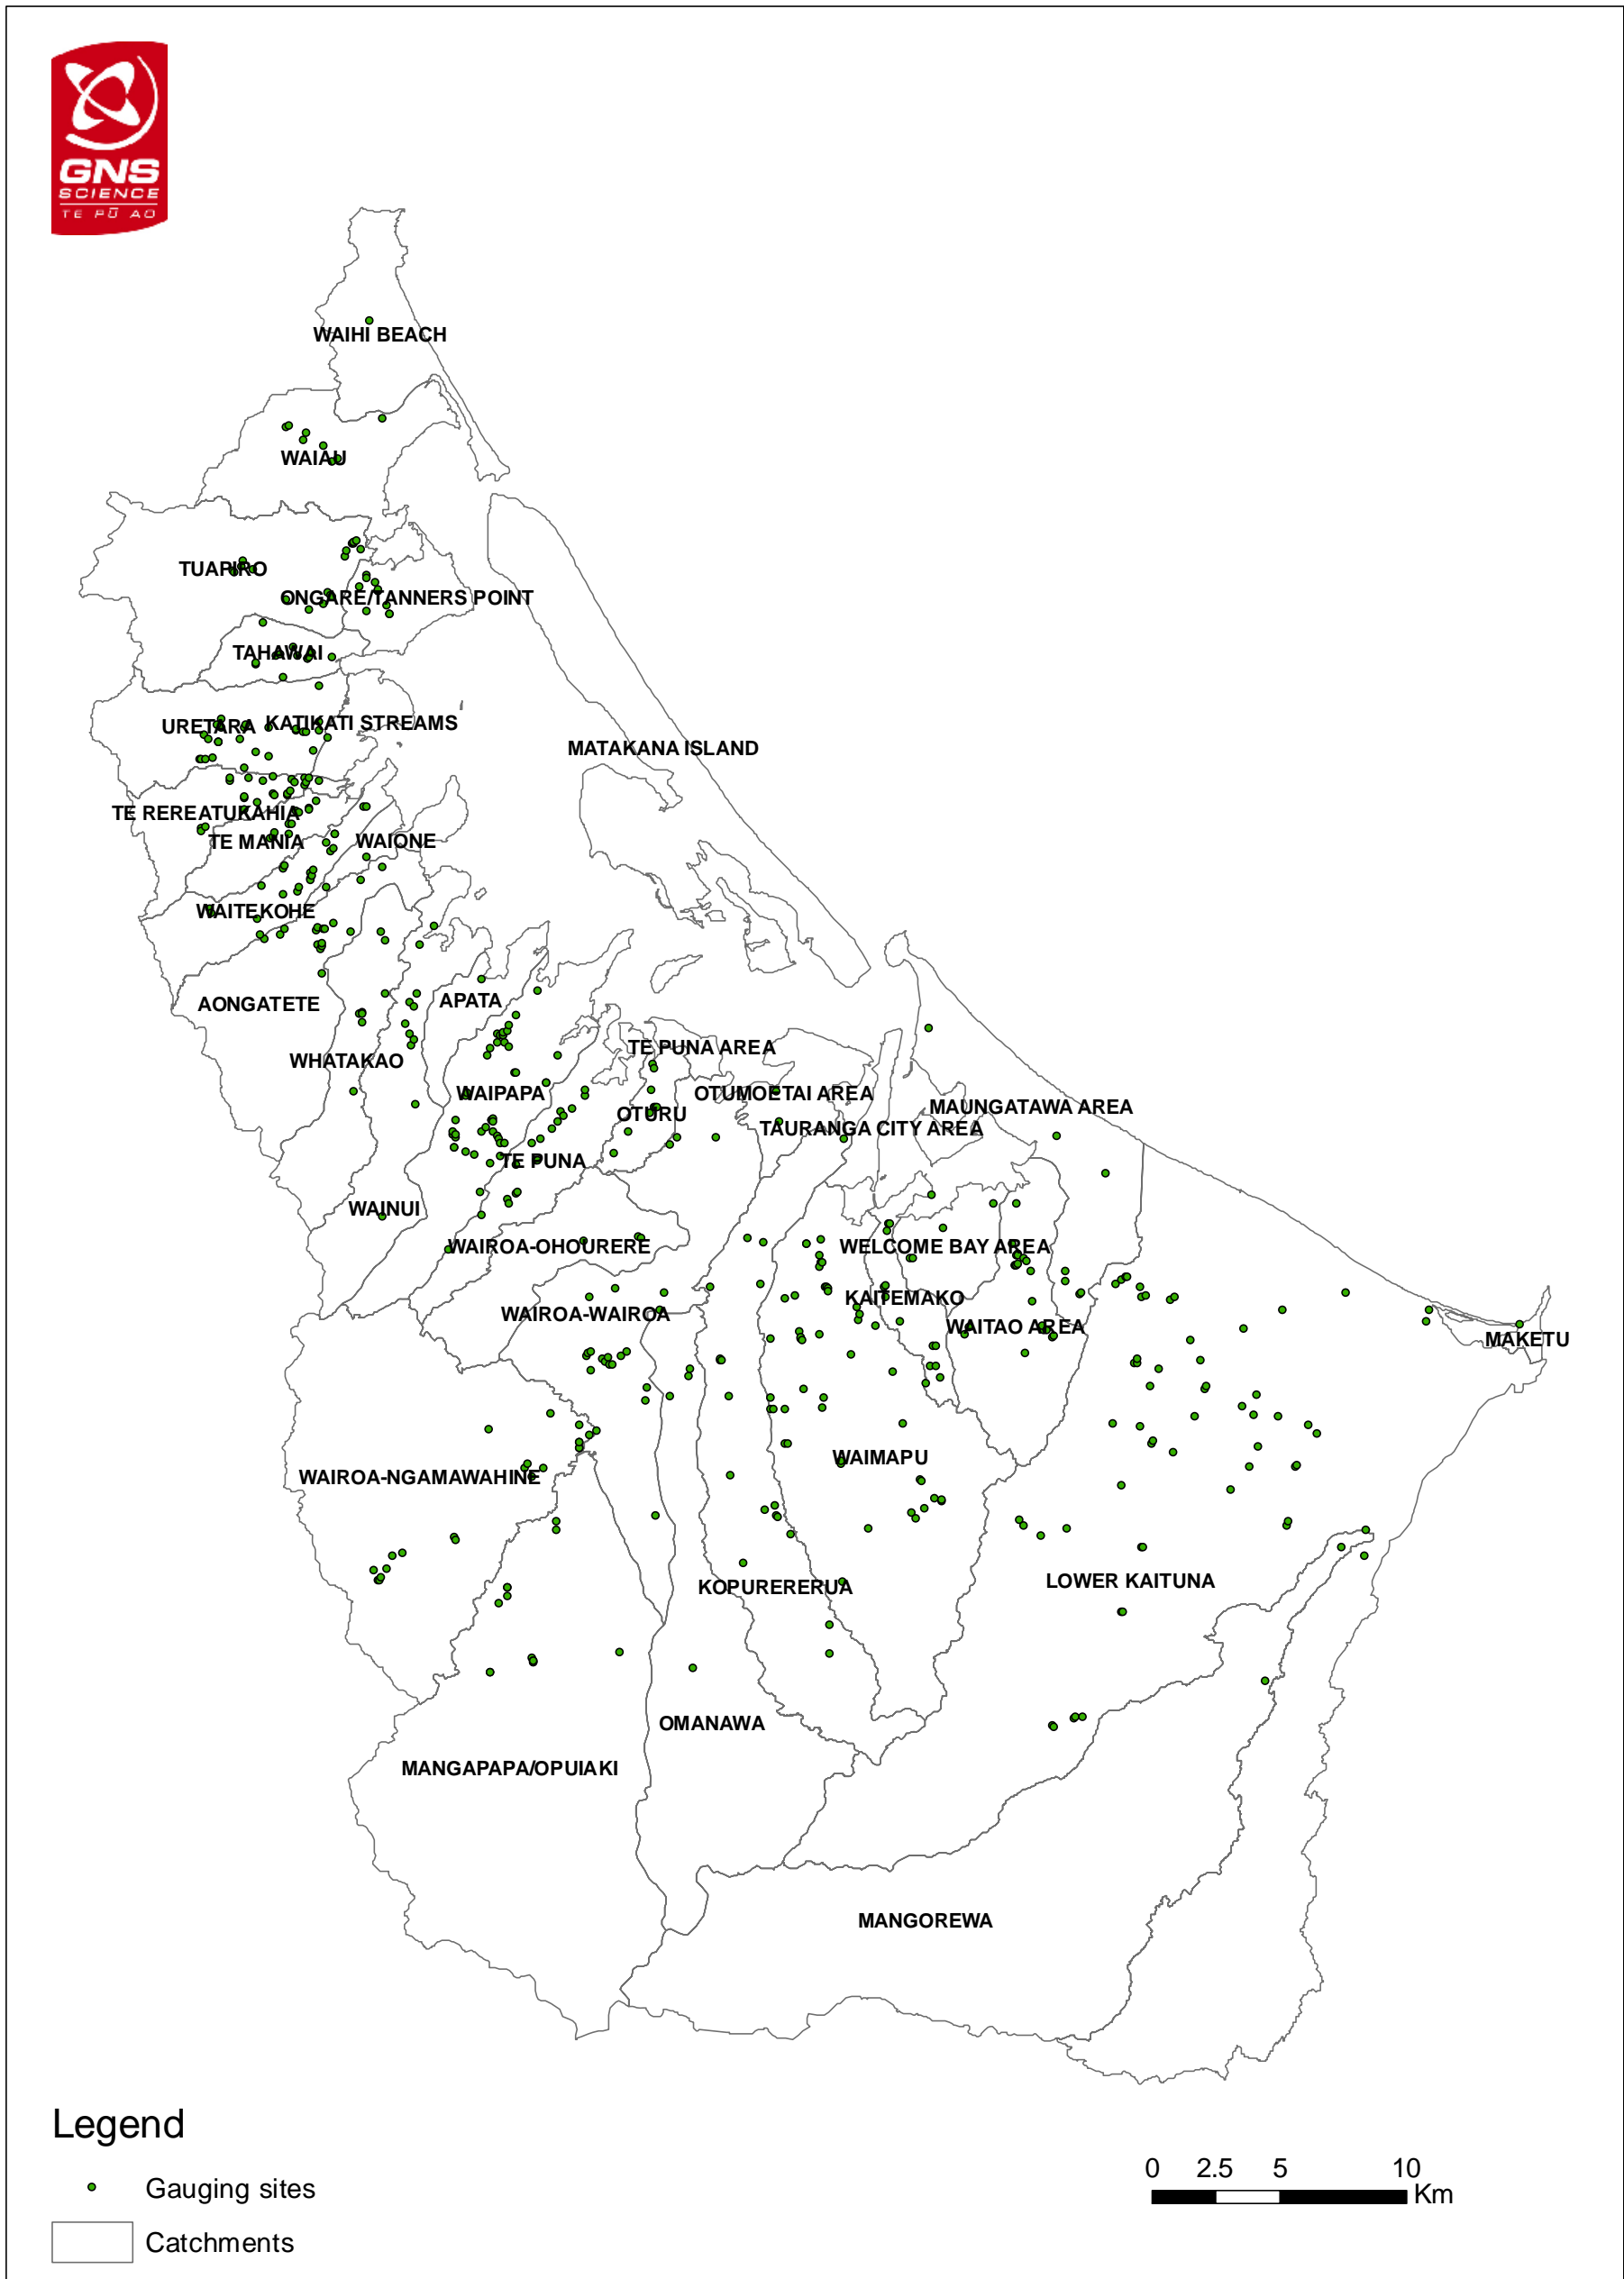 GNS
SCIENCE
TE PŪ AO
WAIHI BEACH
WAIAU
TUAPIRO
ONGARE/TANNERS POINT
TAHAWAI
URETARA
KATIKATI STREAMS
MATAKANA ISLAND
TE REREATUKAHIA
TE MANIA
WAIONE
WAITEKOHE
AONGATETE
APATA
WHATAKAO
TE PUNA AREA
WAIPAPA
OTUMOETAI AREA
OTURU
MAUNGATAWA AREA
TAURANGA CITY AREA
TE PUNA
WAINUI
WAIROA-OHOURERE
WELCOME BAY AREA
KAITEMAKO
WAIROA-WAIROA
WAITAO AREA
MAKETU
WAIMAPU
WAIROA-NGAMAWAHINE
LOWER KAITUNA
KOPURERERUA
OMANAWA
MANGAPAPA/OPUIAKI
MANGOREWA
Legend
Gauging sites
Catchments
0 2.5 5 10
Km